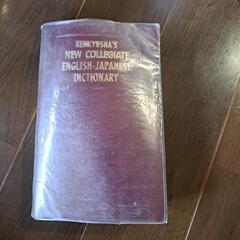 KENKYUSHA'S
NEW COLLEGIATE
ENGLISH-JAPANESE
DICTIONARY